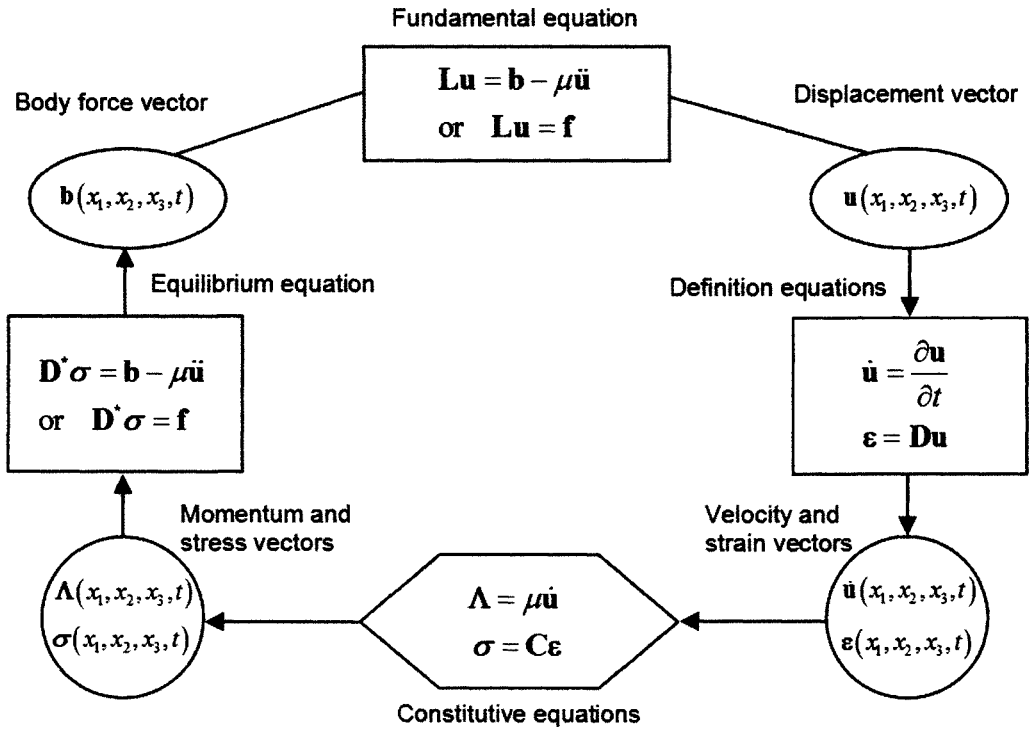 Fundamental equation
Lu = b − μü
or Lu = f
Body force vector
Displacement vector
b(x₁,x₂,x₃,t)
u(x₁,x₂,x₃,t)
Equilibrium equation
Definition equations
D*σ = b − μü
or D*σ = f
u̇ = ∂u/∂t
ε = Du
Momentum and
stress vectors
Velocity and
strain vectors
Λ(x₁,x₂,x₃,t)
σ(x₁,x₂,x₃,t)
Λ = μu̇
σ = Cε
u̇(x₁,x₂,x₃,t)
ε(x₁,x₂,x₃,t)
Constitutive equations